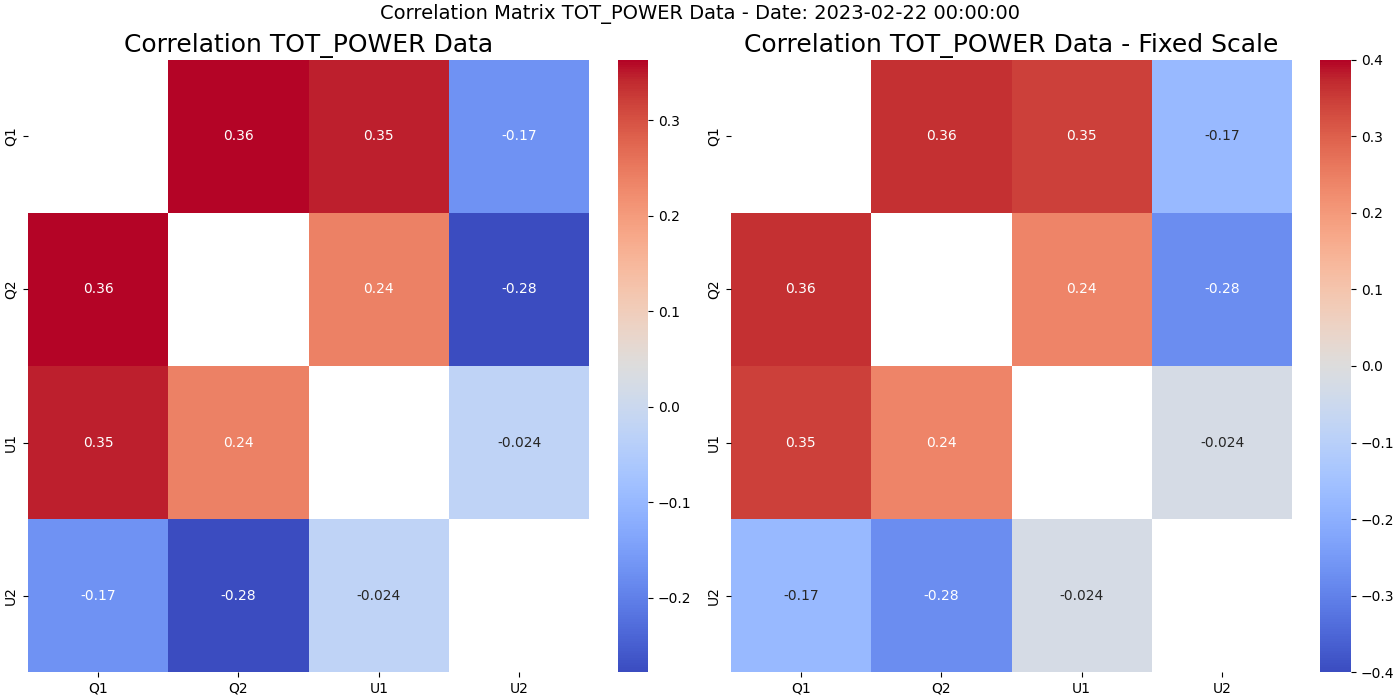 Correlation Matrix TOT_POWER Data - Date: 2023-02-22 00:00:00
Correlation TOT_POWER Data
Q1
0.36
0.35
-0.17
Q2
0.36
0.24
-0.28
U1
0.35
0.24
-0.024
U2
-0.17
-0.28
-0.024
Q1
Q2
U1
U2
0.3
0.2
0.1
0.0
−0.1
−0.2
Correlation TOT_POWER Data - Fixed Scale
Q1
0.36
0.35
-0.17
Q2
0.36
0.24
-0.28
U1
0.35
0.24
-0.024
U2
-0.17
-0.28
-0.024
Q1
Q2
U1
U2
0.4
0.3
0.2
0.1
0.0
−0.1
−0.2
−0.3
−0.4